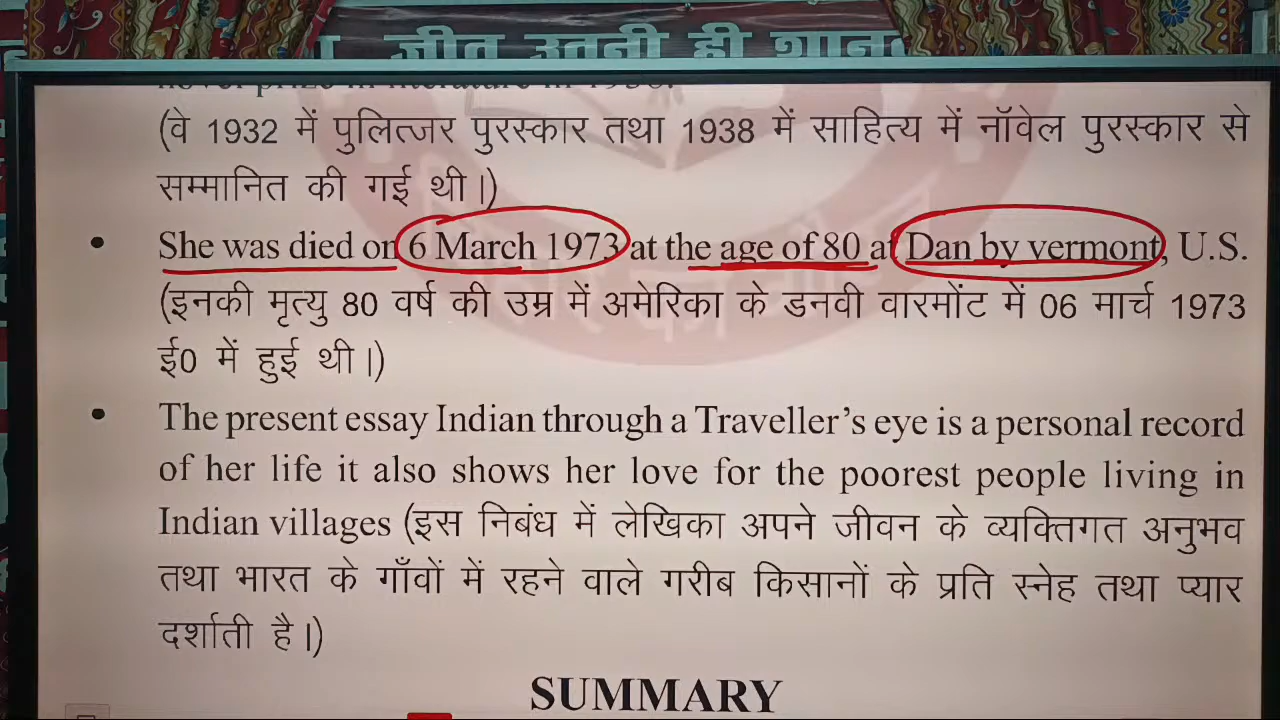 जीत उतनी ही शान
(वे 1932 में पुलित्जर पुरस्कार तथा 1938 में साहित्य में नॉवेल पुरस्कार से
सम्मानित की गई थी।)
• She was died on 6 March 1973 at the age of 80 at Dan by vermont, U.S.
(इनकी मृत्यु 80 वर्ष की उम्र में अमेरिका के डनवी वारमोंट में 06 मार्च 1973
ई0 में हुई थी।)
• The present essay Indian through a Traveller's eye is a personal record
of her life it also shows her love for the poorest people living in
Indian villages (इस निबंध में लेखिका अपने जीवन के व्यक्तिगत अनुभव
तथा भारत के गाँवों में रहने वाले गरीब किसानों के प्रति स्नेह तथा प्यार
दर्शाती है।)
SUMMARY